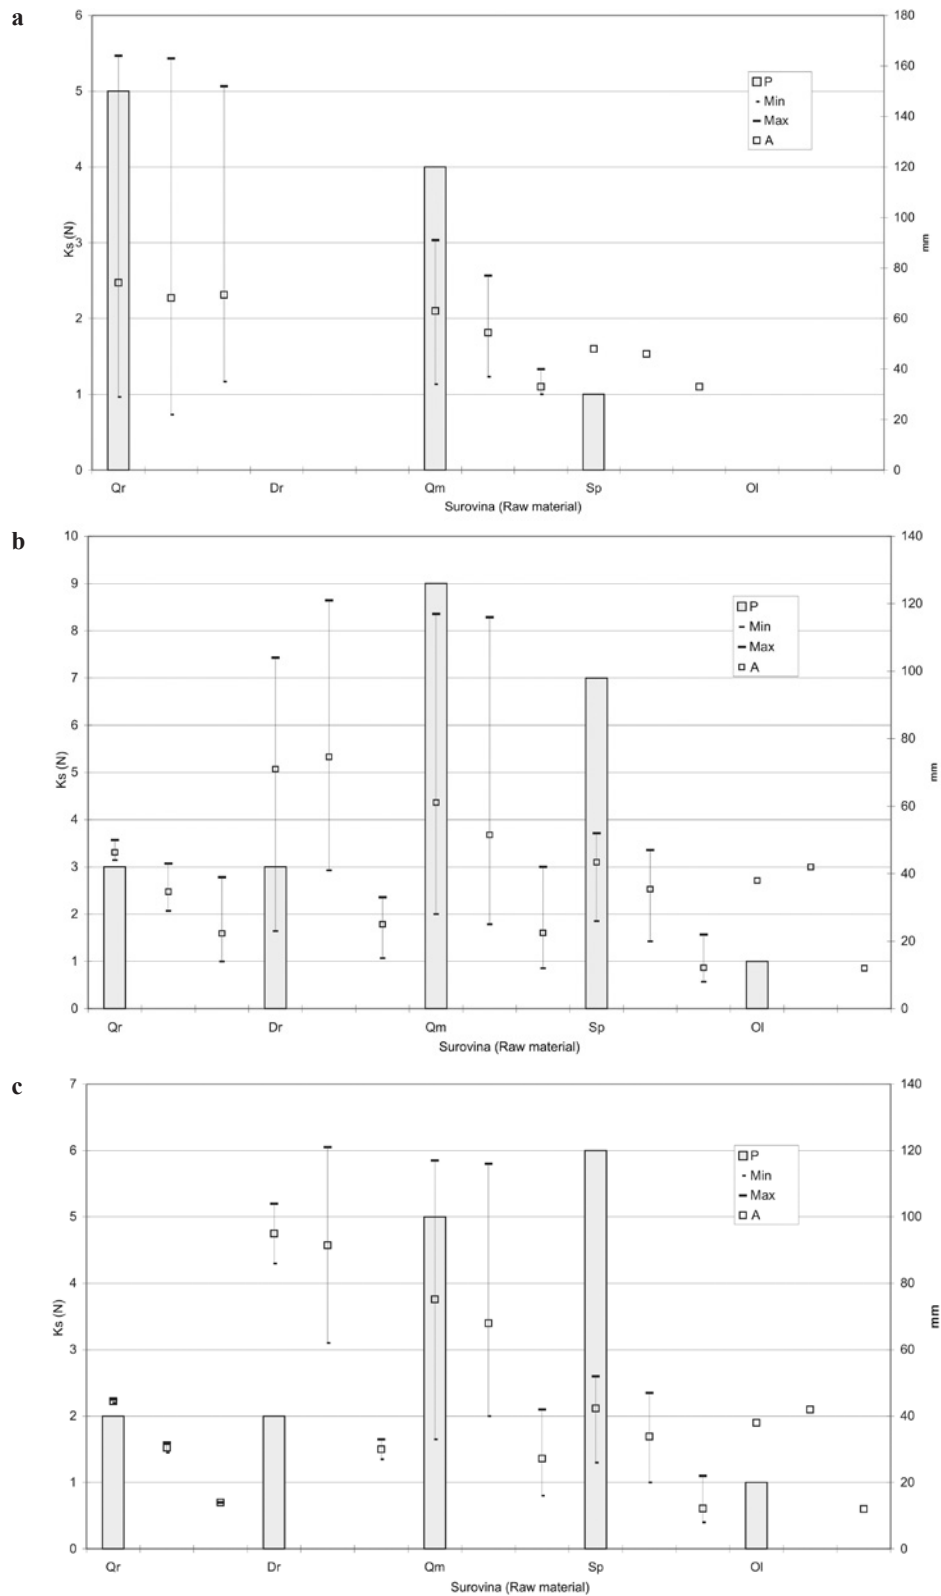 a
6
5
4
3
2
1
0
Ks (N)
180
160
140
120
100
80
60
40
20
0
mm
P
Min
Max
A
Qr Dr Qm Sp Ol
Surovina (Raw material)
b
10
9
8
7
6
5
4
3
2
1
0
Ks (N)
140
120
100
80
60
40
20
0
mm
P
Min
Max
A
Qr Dr Qm Sp Ol
Surovina (Raw material)
c
7
6
5
4
3
2
1
0
Ks (N)
140
120
100
80
60
40
20
0
mm
P
Min
Max
A
Qr Dr Qm Sp Ol
Surovina (Raw material)